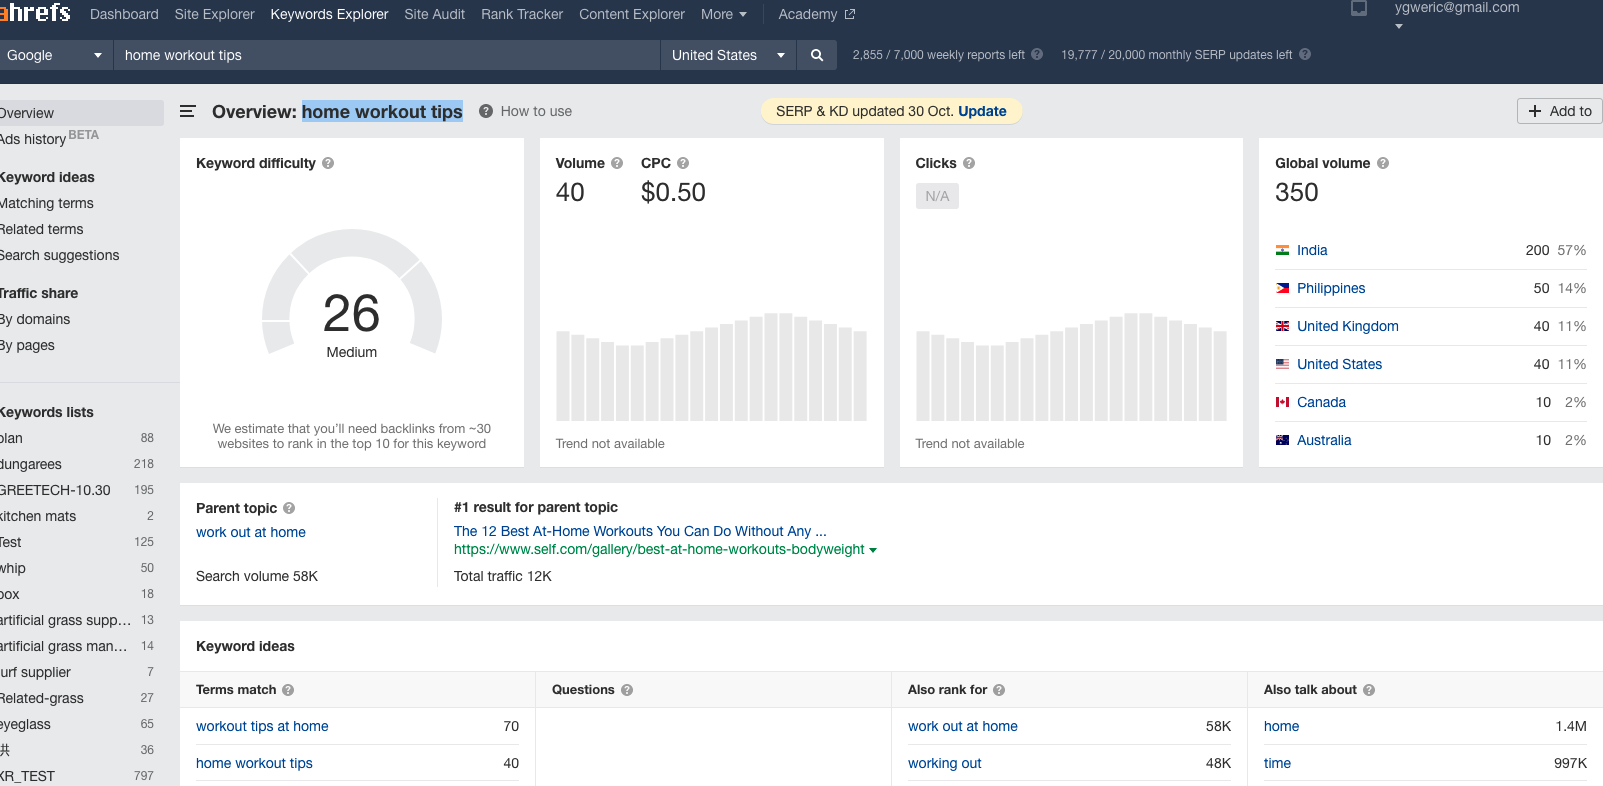 ahrefs Dashboard Site Explorer Keywords Explorer Site Audit Rank Tracker Content Explorer More Academy ygweric@gmail.com
Google home workout tips United States 2,855 / 7,000 weekly reports left 19,777 / 20,000 monthly SERP updates left
Overview
Ads history BETA
Keyword ideas
Matching terms
Related terms
Search suggestions
Traffic share
By domains
By pages
Keywords lists
plan 88
dungarees 218
GREETECH-10.30 195
kitchen mats 2
Test 125
whip 50
box 18
artificial grass supp... 13
artificial grass man... 14
turf supplier 7
Related-grass 27
eyeglass 65
洪 36
XR_TEST 797
Overview: home workout tips How to use SERP & KD updated 30 Oct. Update + Add to
Keyword difficulty
26
Medium
We estimate that you'll need backlinks from ~30
websites to rank in the top 10 for this keyword
Volume CPC
40 $0.50
Trend not available
Clicks
N/A
Trend not available
Global volume
350
India 200 57%
Philippines 50 14%
United Kingdom 40 11%
United States 40 11%
Canada 10 2%
Australia 10 2%
Parent topic
work out at home
Search volume 58K
#1 result for parent topic
The 12 Best At-Home Workouts You Can Do Without Any ...
https://www.self.com/gallery/best-at-home-workouts-bodyweight
Total traffic 12K
Keyword ideas
Terms match Questions Also rank for Also talk about
workout tips at home 70 work out at home 58K home 1.4M
home workout tips 40 working out 48K time 997K